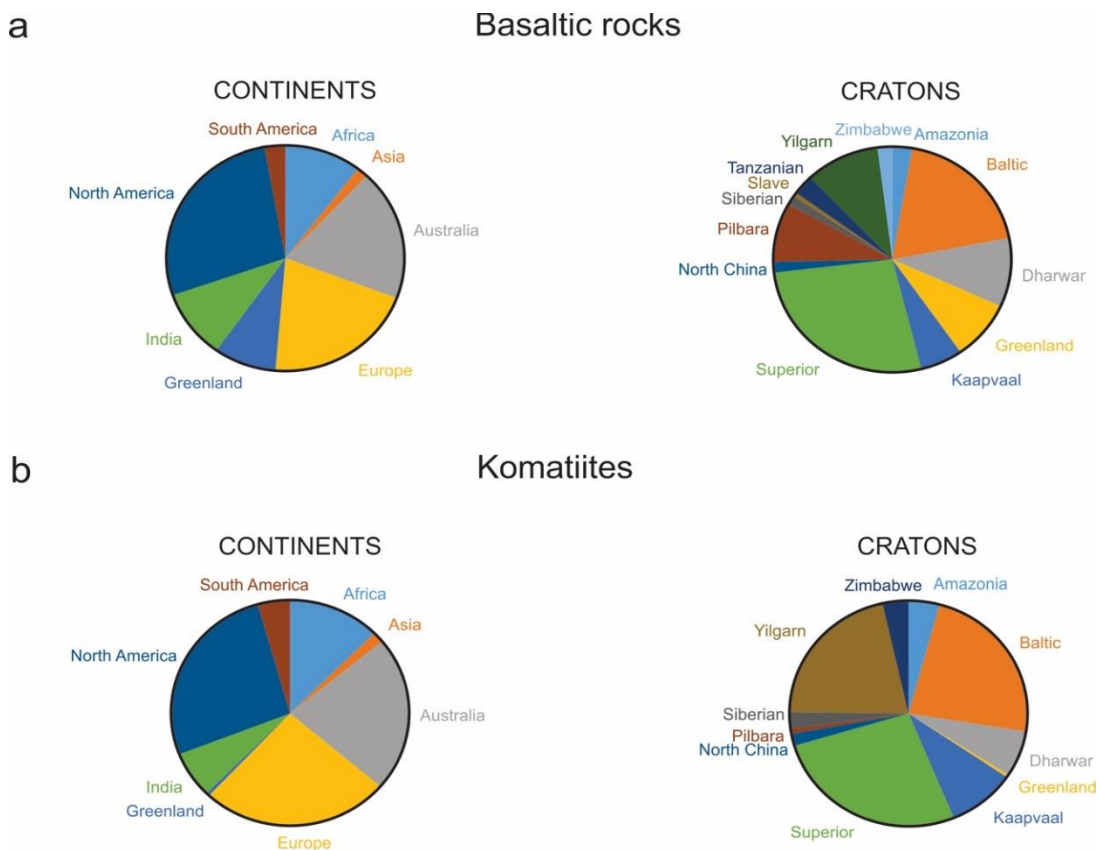 a
Basaltic rocks
CONTINENTS
South America
Africa
Asia
North America
Australia
India
Greenland
Europe
CRATONS
Zimbabwe
Amazonia
Yilgarn
Baltic
Tanzanian
Slave
Siberian
Pilbara
North China
Dharwar
Greenland
Superior
Kaapvaal
b
Komatiites
CONTINENTS
South America
Africa
Asia
North America
Australia
India
Greenland
Europe
CRATONS
Zimbabwe
Amazonia
Yilgarn
Baltic
Siberian
Pilbara
North China
Dharwar
Greenland
Kaapvaal
Superior